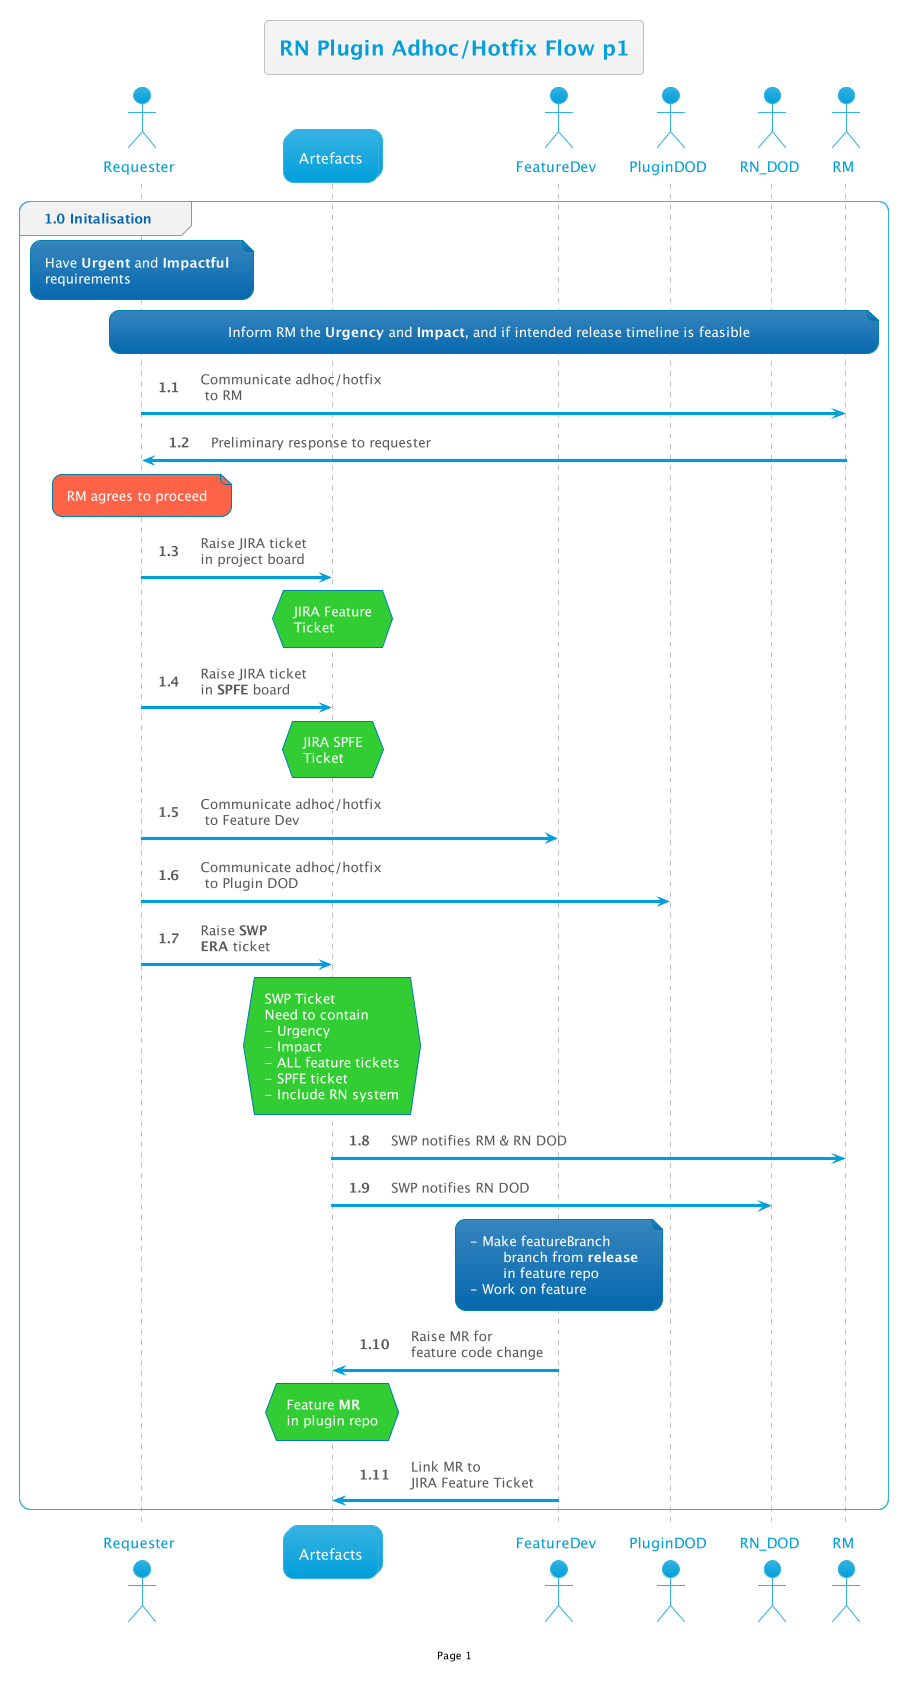 RN Plugin Adhoc/Hotfix Flow p1
Requester
Artefacts
FeatureDev
PluginDOD
RN_DOD
RM
1.0 Initalisation
Have Urgent and Impactful
requirements
Inform RM the Urgency and Impact, and if intended release timeline is feasible
1.1 Communicate adhoc/hotfix
to RM
1.2 Preliminary response to requester
RM agrees to proceed
1.3 Raise JIRA ticket
in project board
JIRA Feature
Ticket
1.4 Raise JIRA ticket
in SPFE board
JIRA SPFE
Ticket
1.5 Communicate adhoc/hotfix
to Feature Dev
1.6 Communicate adhoc/hotfix
to Plugin DOD
1.7 Raise SWP
ERA ticket
SWP Ticket
Need to contain
- Urgency
- Impact
- ALL feature tickets
- SPFE ticket
- Include RN system
1.8 SWP notifies RM & RN DOD
1.9 SWP notifies RN DOD
- Make featureBranch
branch from release
in feature repo
- Work on feature
1.10 Raise MR for
feature code change
Feature MR
in plugin repo
1.11 Link MR to
JIRA Feature Ticket
Requester
Artefacts
FeatureDev
PluginDOD
RN_DOD
RM
Page 1